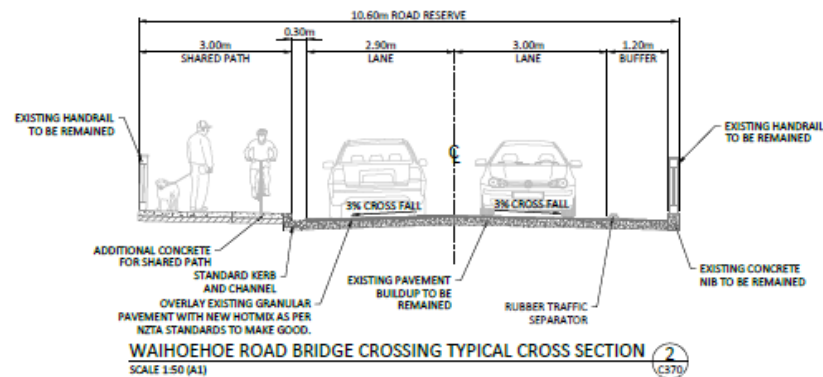 10.60m ROAD RESERVE
0.30m
3.00m
SHARED PATH
2.90m
LANE
3.00m
LANE
1.20m
BUFFER
EXISTING HANDRAIL
TO BE REMAINED
EXISTING HANDRAIL
TO BE REMAINED
℄
3% CROSS FALL
3% CROSS FALL
ADDITIONAL CONCRETE
FOR SHARED PATH
STANDARD KERB
AND CHANNEL
OVERLAY EXISTING GRANULAR
PAVEMENT WITH NEW HOTMIX AS PER
NZTA STANDARDS TO MAKE GOOD.
EXISTING PAVEMENT
BUILDUP TO BE
REMAINED
RUBBER TRAFFIC
SEPARATOR
EXISTING CONCRETE
NIB TO BE REMAINED
WAIHOEHOE ROAD BRIDGE CROSSING TYPICAL CROSS SECTION
SCALE 1:50 (A1)
2
C370